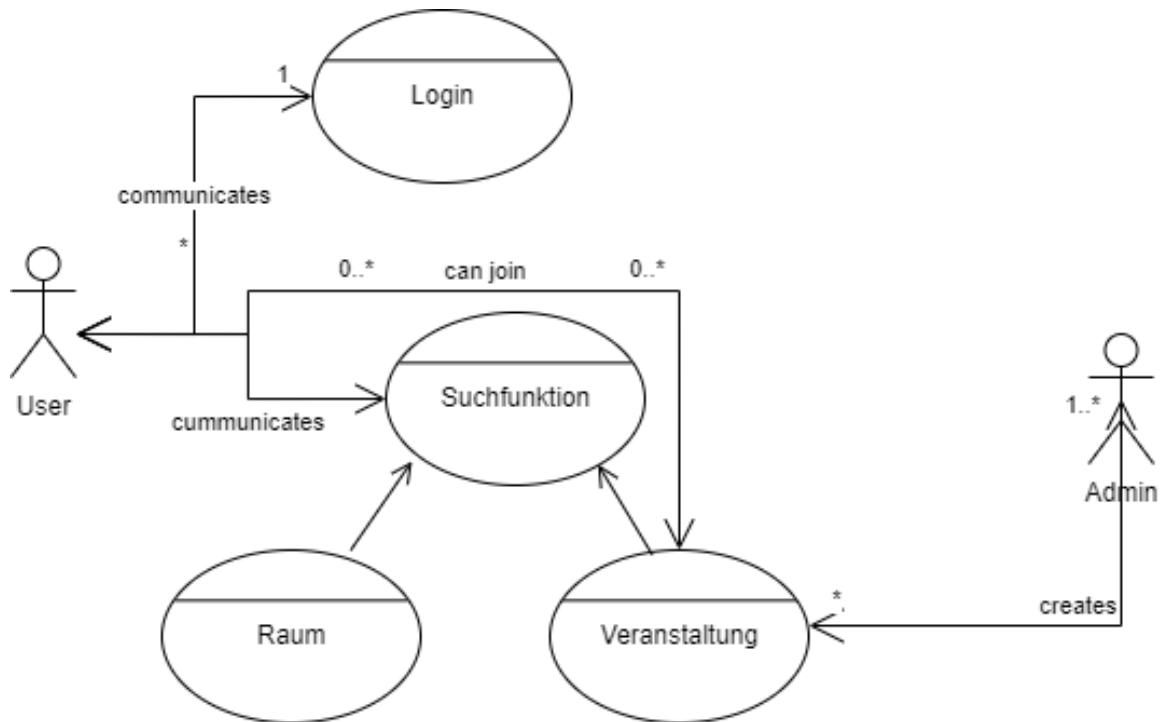 1
Login
communicates
*
0..*
can join
0..*
User
Suchfunktion
cummunicates
1..*
Admin
Raum
*
Veranstaltung
creates